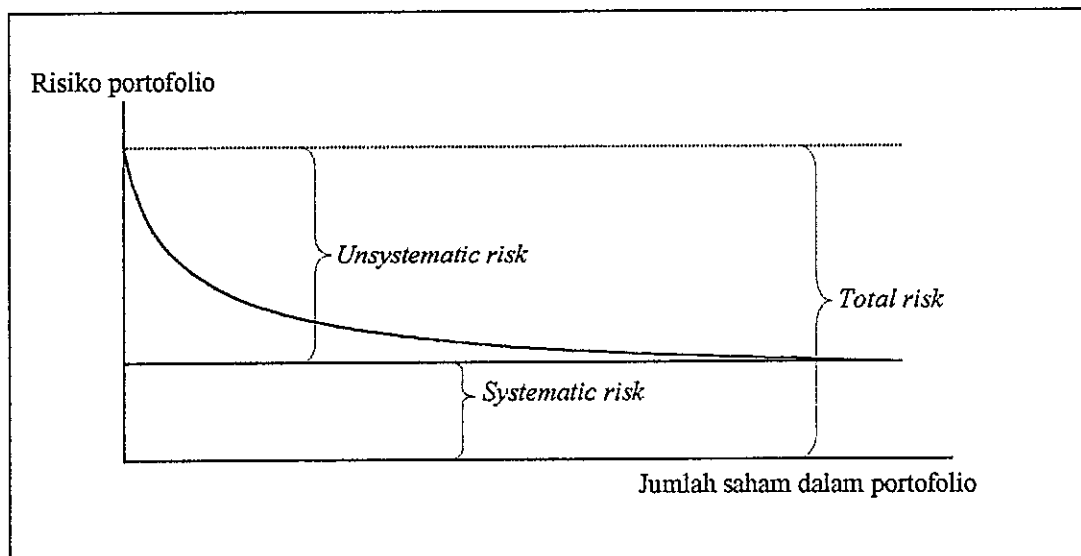 Risiko portofolio
Unsystematic risk
Total risk
Systematic risk
Jumlah saham dalam portofolio